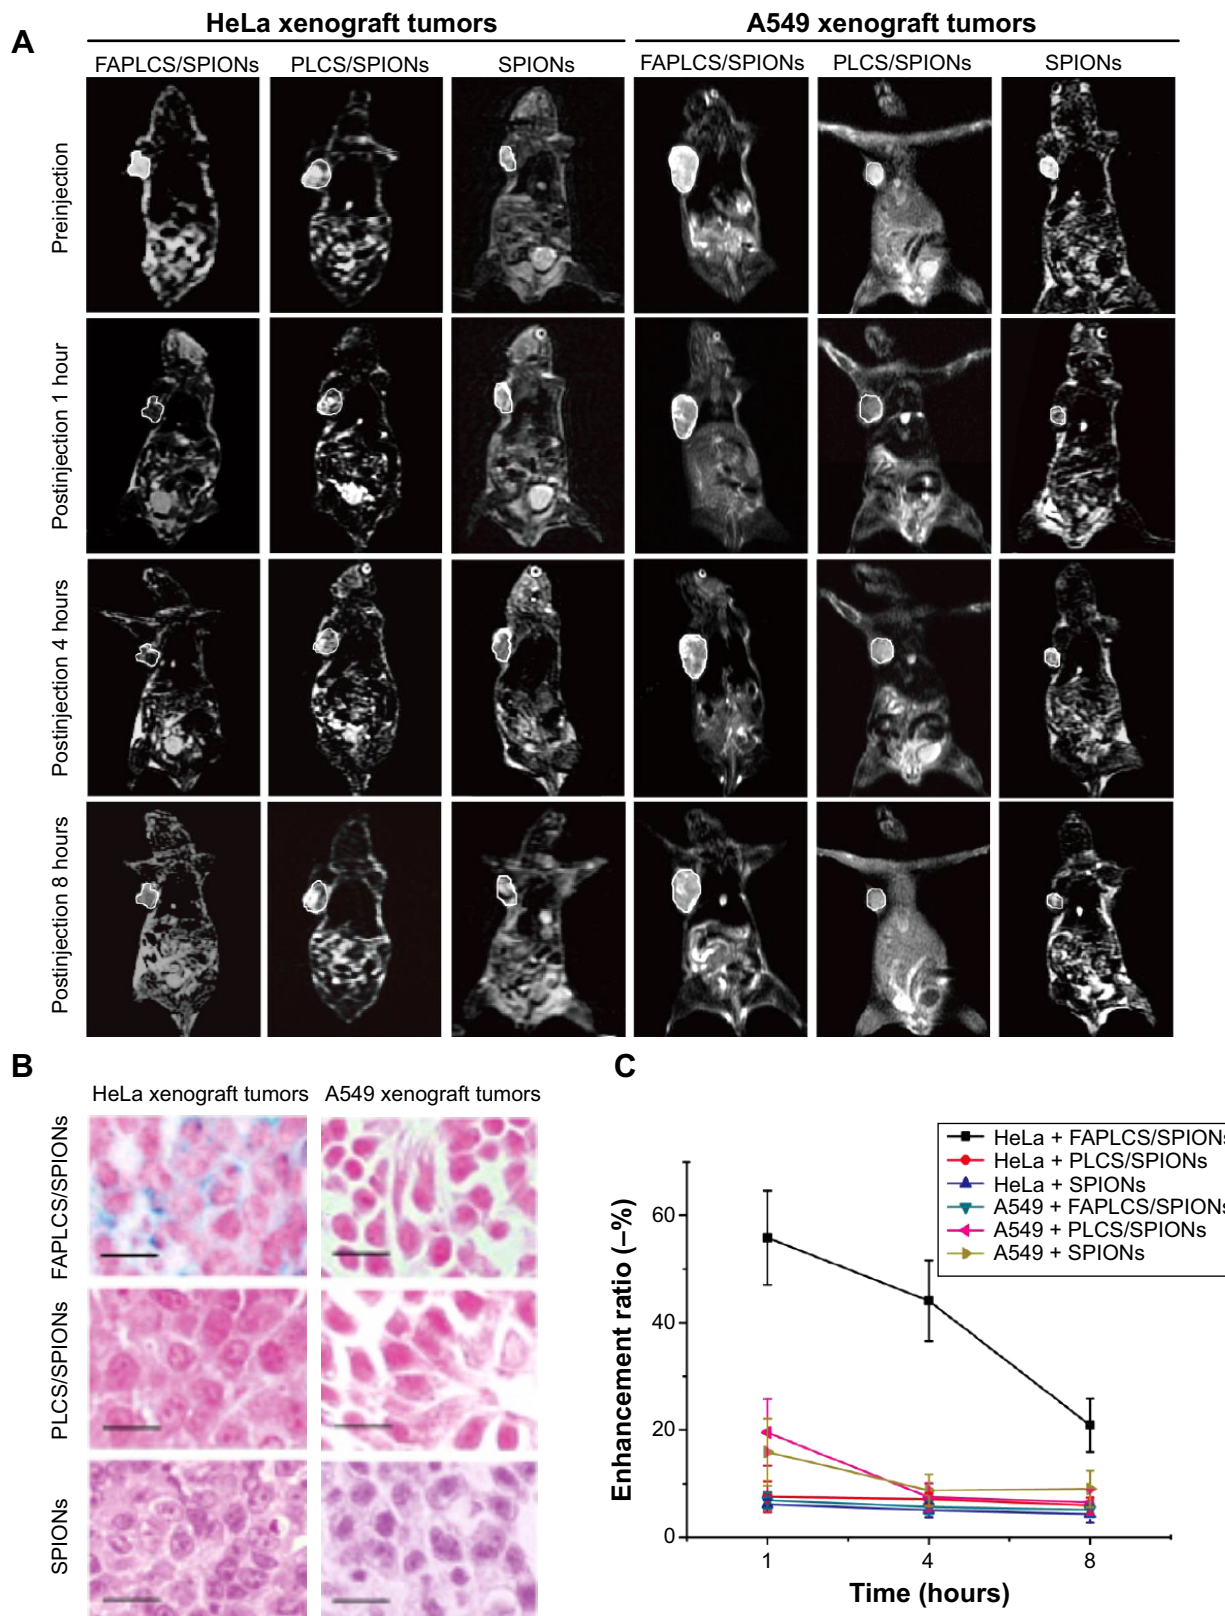 A
HeLa xenograft tumors
A549 xenograft tumors
FAPLCS/SPIONs
PLCS/SPIONs
SPIONs
FAPLCS/SPIONs
PLCS/SPIONs
SPIONs
Preinjection
Postinjection 1 hour
Postinjection 4 hours
Postinjection 8 hours
B
HeLa xenograft tumors
A549 xenograft tumors
FAPLCS/SPIONs
PLCS/SPIONs
SPIONs
C
HeLa + FAPLCS/SPIONs
HeLa + PLCS/SPIONs
HeLa + SPIONs
A549 + FAPLCS/SPIONs
A549 + PLCS/SPIONs
A549 + SPIONs
Enhancement ratio (–%)
60
40
20
0
1
4
8
Time (hours)